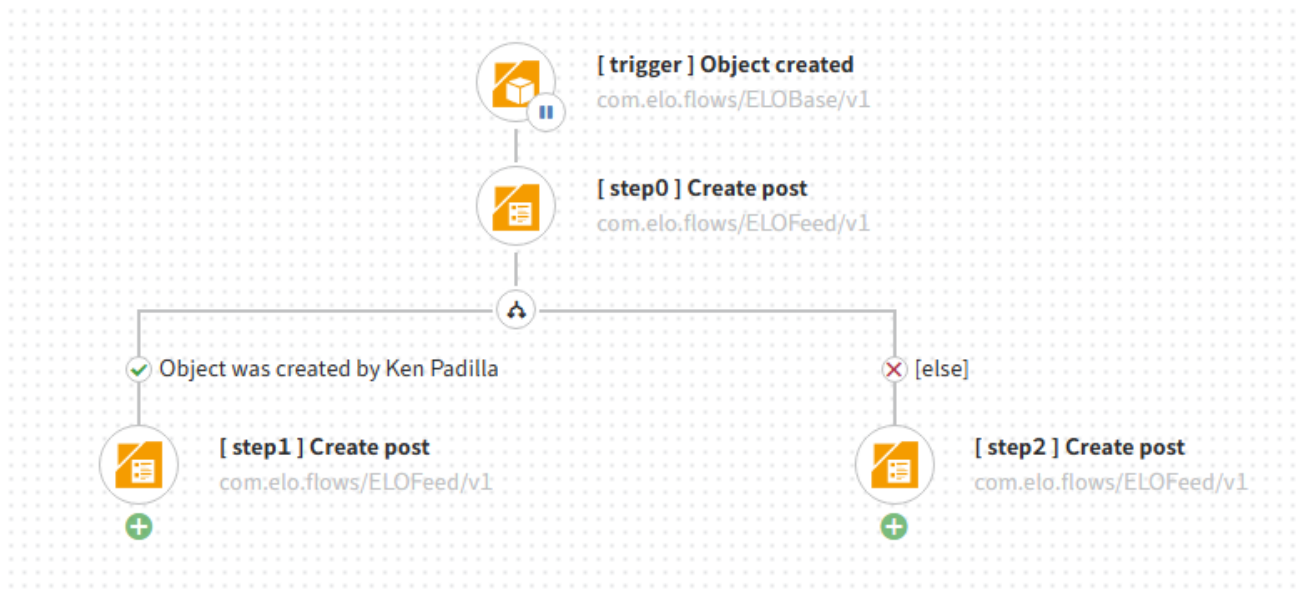 [ trigger ] Object created
com.elo.flows/ELOBase/v1
[ step0 ] Create post
com.elo.flows/ELOFeed/v1
Object was created by Ken Padilla
[else]
[ step1 ] Create post
com.elo.flows/ELOFeed/v1
[ step2 ] Create post
com.elo.flows/ELOFeed/v1